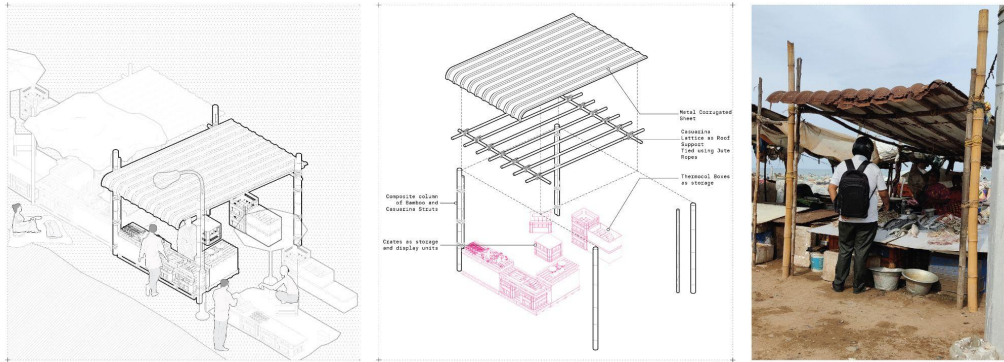 Metal Corrugated
Sheet
Casuarina
Lattice as Roof
Support
Tied using Jute
Ropes
Thermocol Boxes
as storage
Composite column
of Bamboo and
Casuarina Struts
Crates as storage
and display units